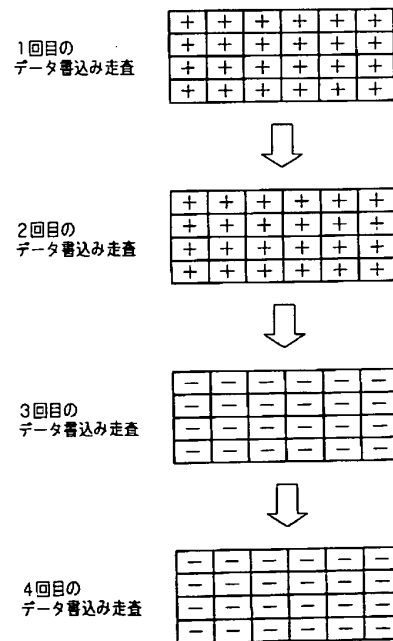 1回目の
データ書込み走査
+ + + + + +
+ + + + + +
+ + + + + +
+ + + + + +
2回目の
データ書込み走査
+ + + + + +
+ + + + + +
+ + + + + +
+ + + + + +
3回目の
データ書込み走査
− − − − − −
− − − − − −
− − − − − −
− − − − − −
4回目の
データ書込み走査
− − − − − −
− − − − − −
− − − − − −
− − − − − −